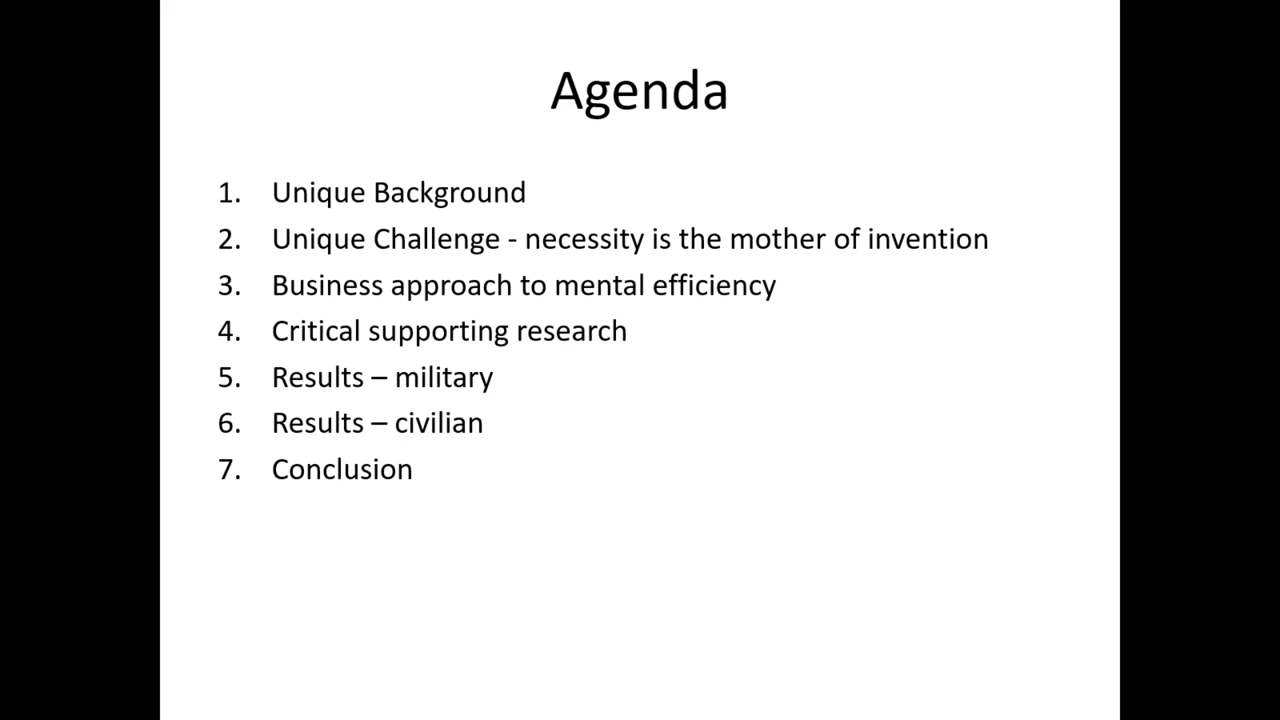 Agenda
1. Unique Background
2. Unique Challenge - necessity is the mother of invention
3. Business approach to mental efficiency
4. Critical supporting research
5. Results – military
6. Results – civilian
7. Conclusion